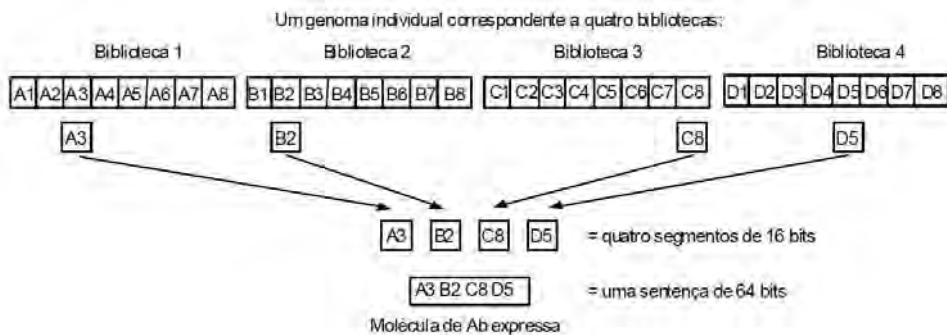 Um genoma individual correspondente a quatro bibliotecas:
Biblioteca 1 Biblioteca 2 Biblioteca 3 Biblioteca 4
A1 A2 A3 A4 A5 A6 A7 A8 B1 B2 B3 B4 B5 B6 B7 B8 C1 C2 C3 C4 C5 C6 C7 C8 D1 D2 D3 D4 D5 D6 D7 D8
A3 B2 C8 D5
A3 B2 C8 D5 = quatro segmentos de 16 bits
A3 B2 C8 D5 = uma sentença de 64 bits
Molécula de Ab expressa